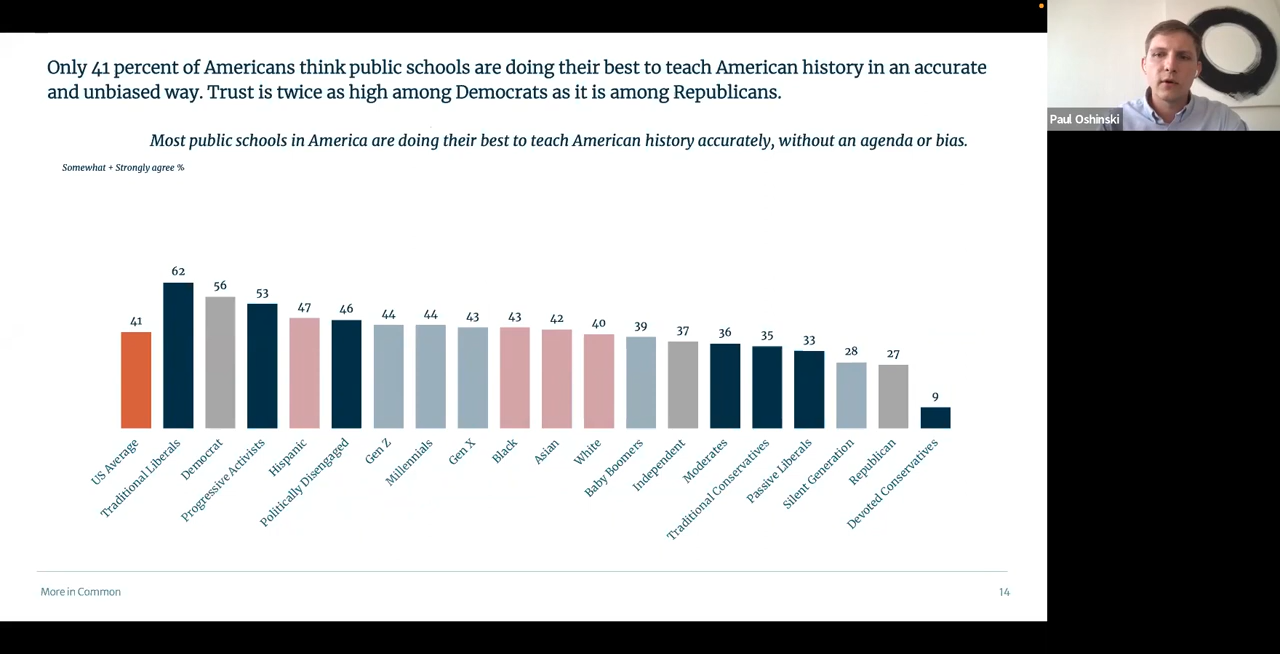 Only 41 percent of Americans think public schools are doing their best to teach American history in an accurate
and unbiased way. Trust is twice as high among Democrats as it is among Republicans.
Most public schools in America are doing their best to teach American history accurately, without an agenda or bias.
Somewhat + Strongly agree %
41
62
56
53
47
46
44
44
43
43
42
40
39
37
36
35
33
28
27
9
US Average
Traditional Liberals
Democrat
Progressive Activists
Hispanic
Politically Disengaged
Gen Z
Millennials
Gen X
Black
Asian
White
Baby Boomers
Independent
Moderates
Traditional Conservatives
Passive Liberals
Silent Generation
Republican
Devoted Conservatives
More in Common
14
Paul Oshinski